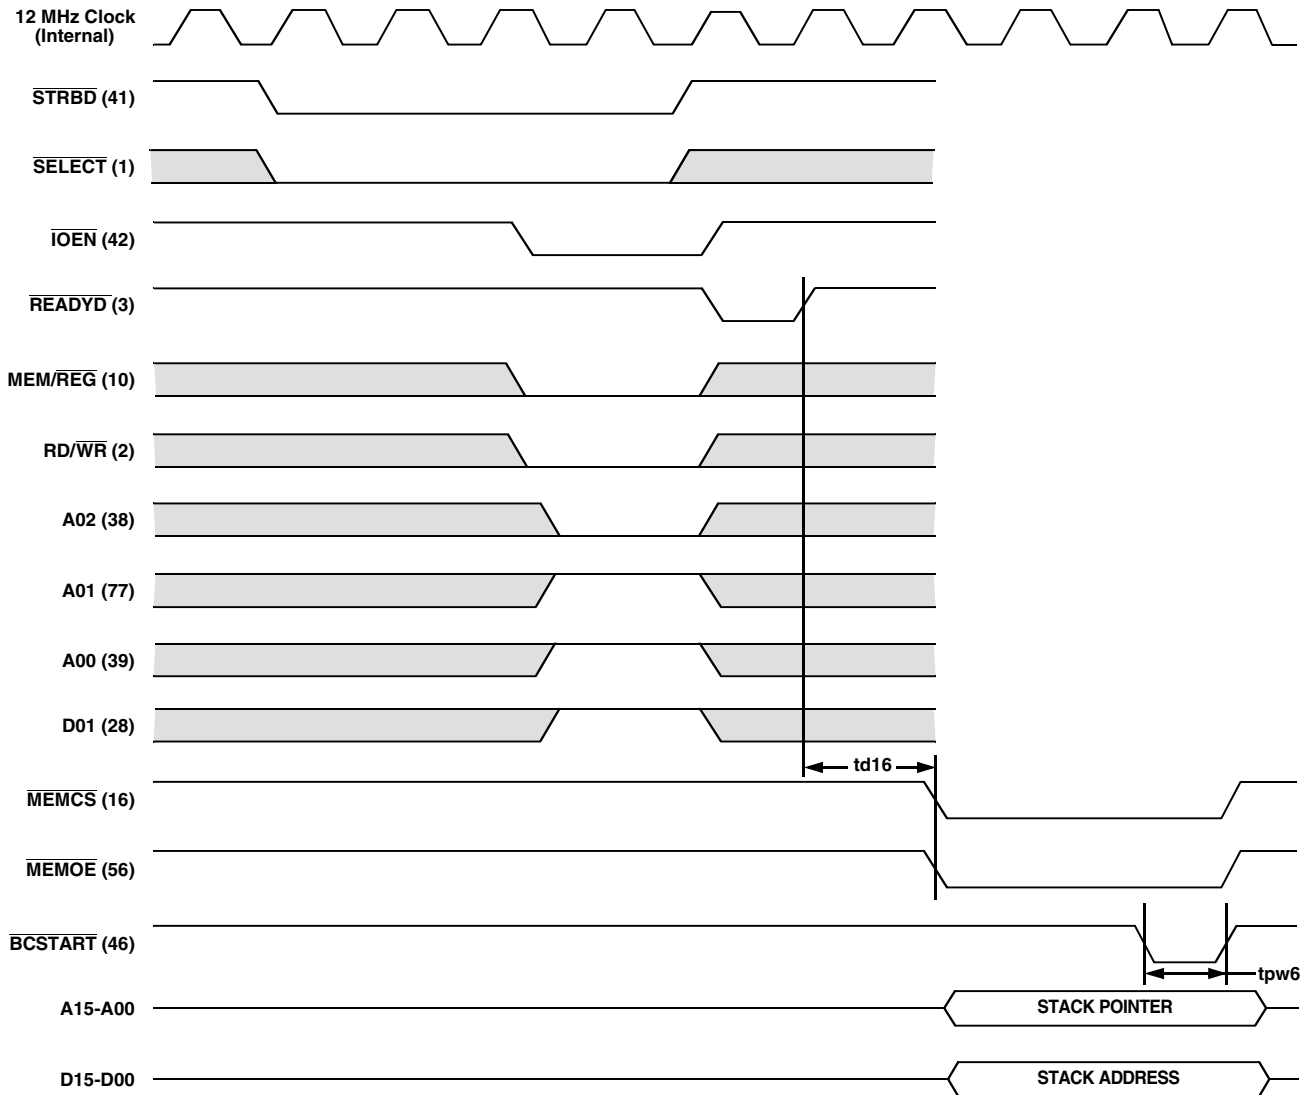 12 MHz Clock
(Internal)
STRBD (41)
SELECT (1)
IOEN (42)
READYD (3)
MEM/REG (10)
RD/WR (2)
A02 (38)
A01 (77)
A00 (39)
D01 (28)
td16
MEMCS (16)
MEMOE (56)
BCSTART (46)
tpw6
A15-A00
STACK POINTER
D15-D00
STACK ADDRESS